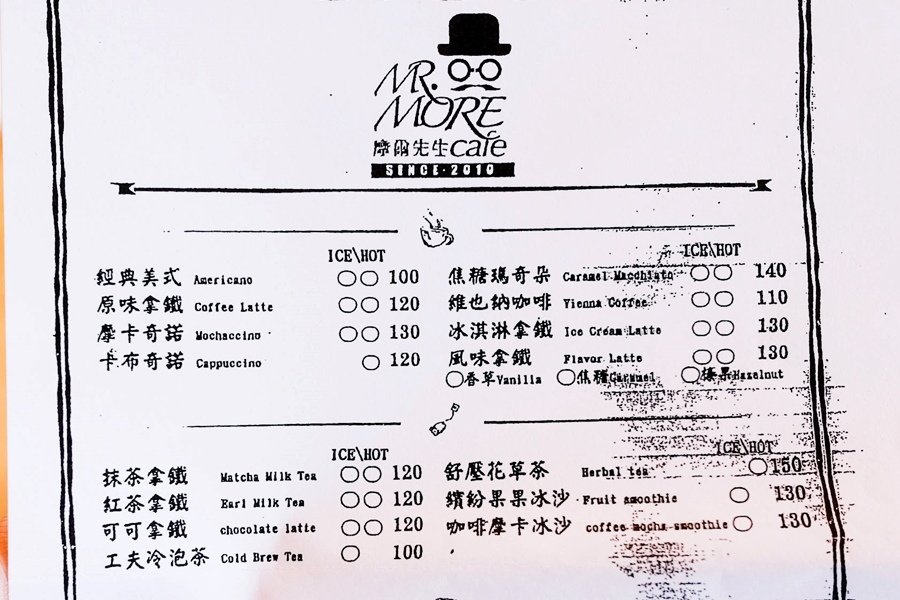 MR.
MORE
摩爾先生 café
SINCE·2010
ICE\HOT
經典美式 Americano ○○ 100
原味拿鐵 Coffee Latte ○○ 120
摩卡奇諾 Mochaccino ○○ 130
卡布奇諾 Cappuccino ○ 120
ICE\HOT
焦糖瑪奇朵 Caramel Macchiato ○○ 140
維也納咖啡 Vienna Coffee ○○ 110
冰淇淋拿鐵 Ice Cream Latte ○○ 130
風味拿鐵 Flavor Latte ○○ 130
○香草Vanilla ○焦糖Caramel ○榛果Hazelnut
ICE\HOT
抹茶拿鐵 Matcha Milk Tea ○○ 120
紅茶拿鐵 Earl Milk Tea ○○ 120
可可拿鐵 chocolate latte ○○ 120
工夫冷泡茶 Cold Brew Tea ○ 100
ICE\HOT
舒壓花草茶 Herbal tea ○ 150
繽紛果果冰沙 Fruit smoothie ○ 130
咖啡摩卡冰沙 coffee mocha smoothie ○ 130